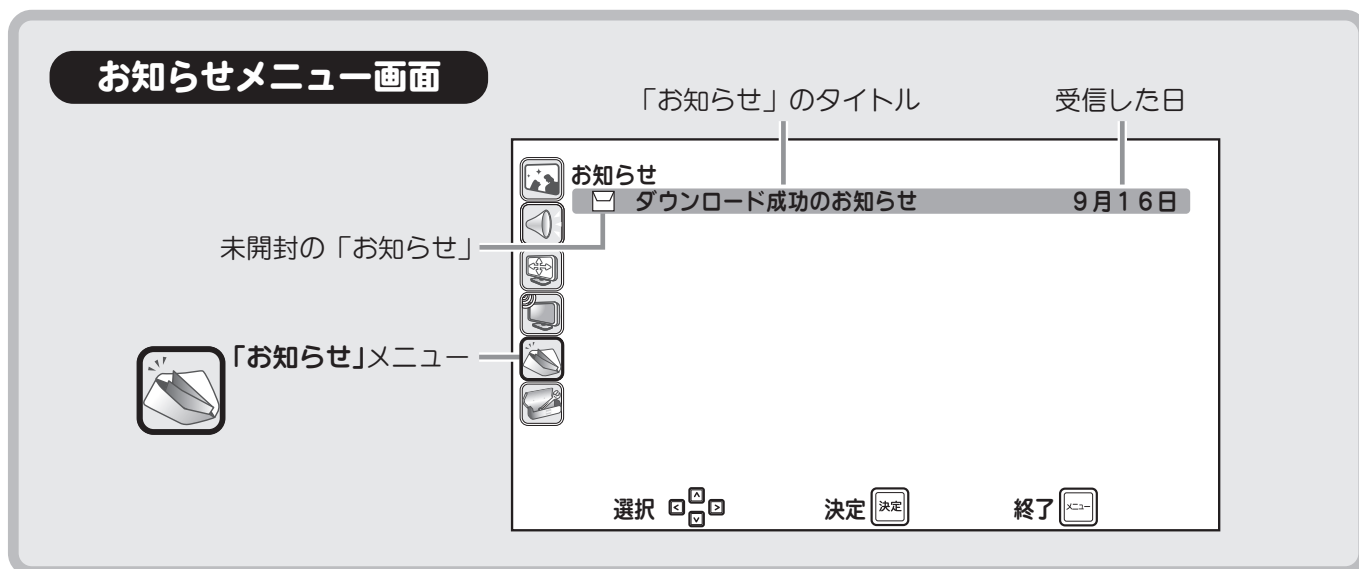 お知らせメニュー画面
「お知らせ」のタイトル
受信した日
お知らせ
ダウンロード成功のお知らせ 9月16日
未開封の「お知らせ」
「お知らせ」メニュー
選択 決定 決定 終了 メニュー